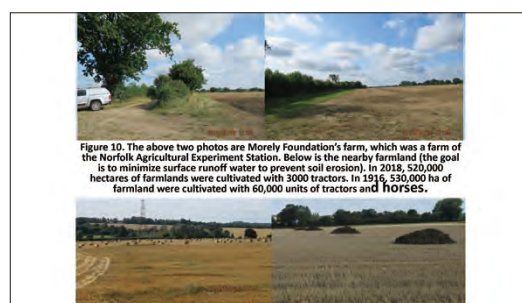 Figure 10. The above two photos are Morely Foundation's farm, which was a farm of
the Norfolk Agricultural Experiment Station. Below is the nearby farmland (the goal
is to minimize surface runoff water to prevent soil erosion). In 2018, 520,000
hectares of farmlands were cultivated with 3000 tractors. In 1916, 530,000 ha of
farmland were cultivated with 60,000 units of tractors and horses.